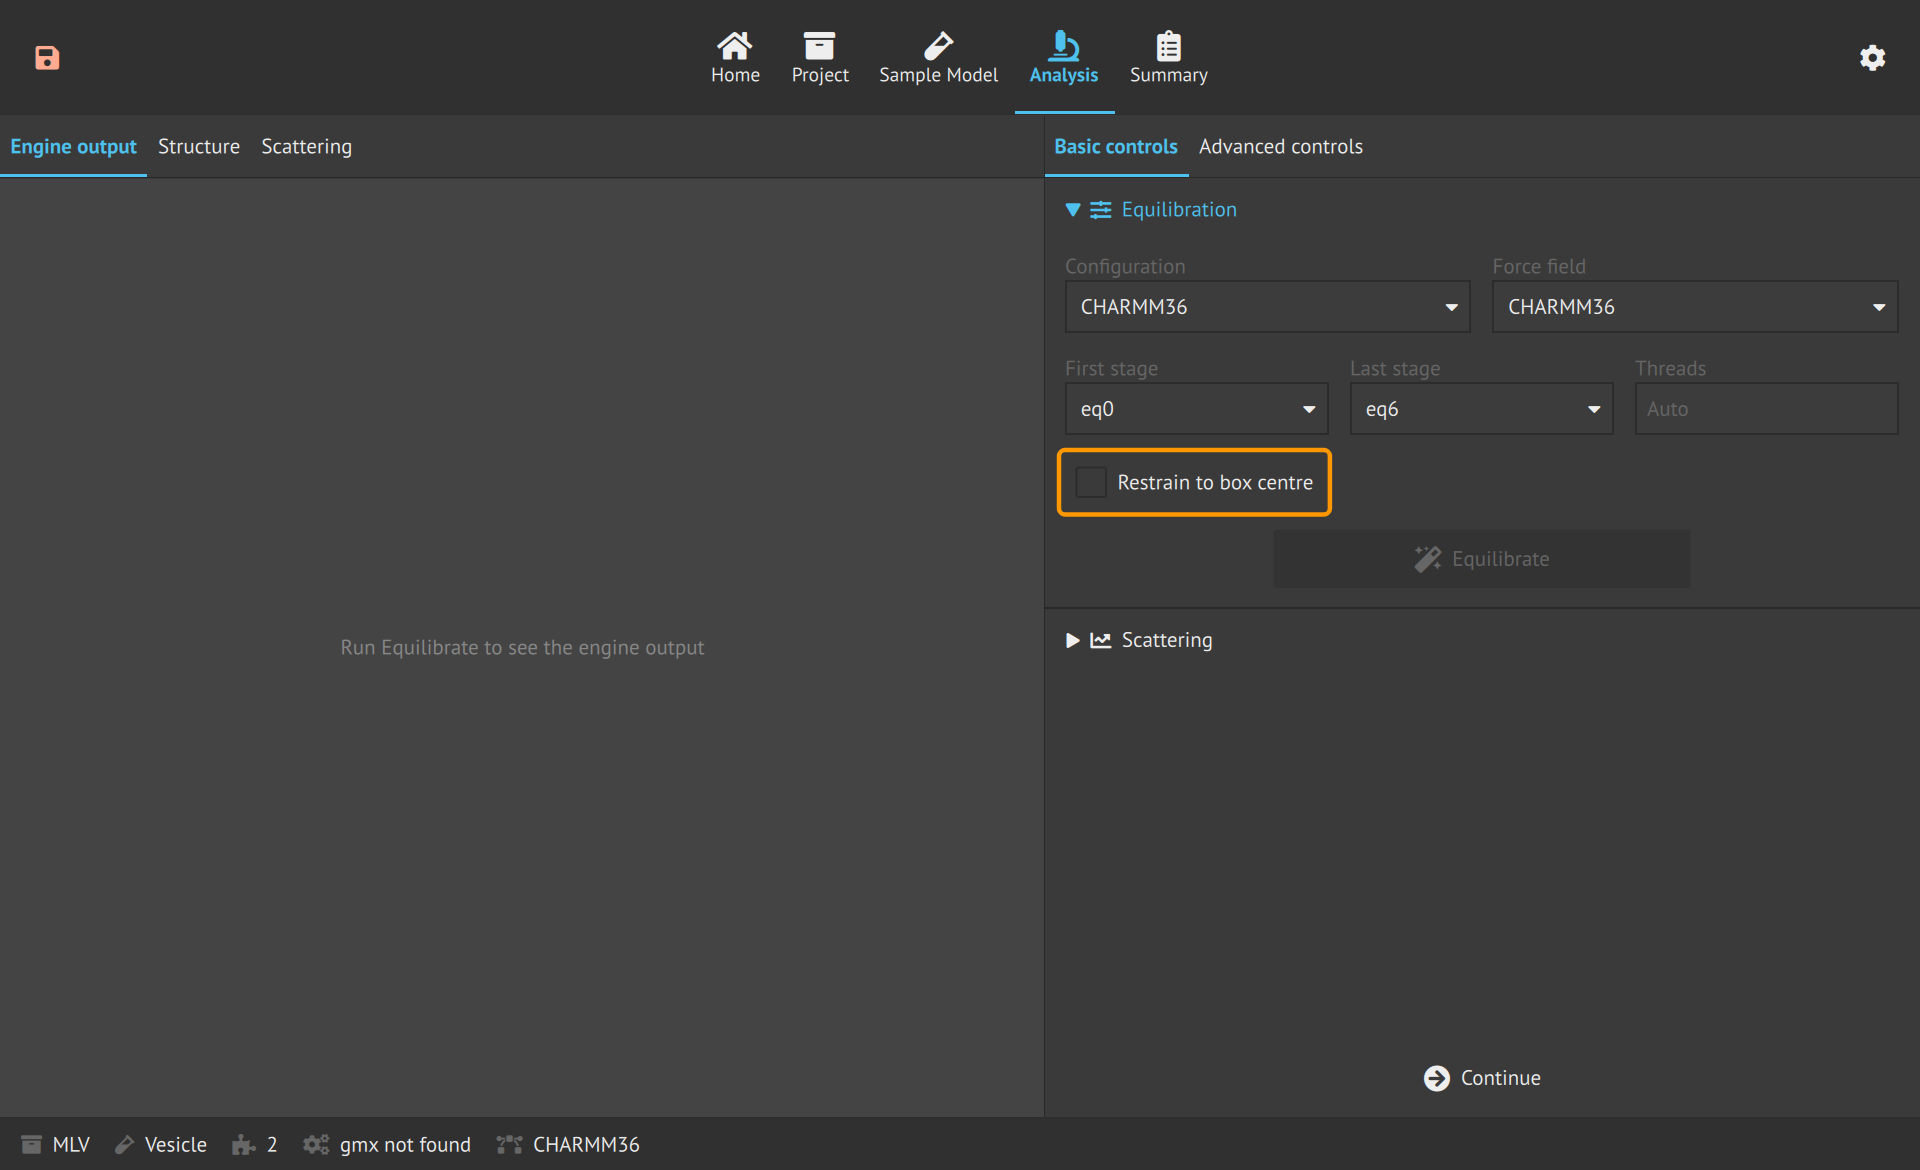 Home
Project
Sample Model
Analysis
Summary
Engine output
Structure
Scattering
Basic controls
Advanced controls
Equilibration
Configuration
Force field
CHARMM36
CHARMM36
First stage
Last stage
Threads
eq0
eq6
Auto
Restrain to box centre
Equilibrate
Run Equilibrate to see the engine output
Scattering
Continue
MLV
Vesicle
2
gmx not found
CHARMM36